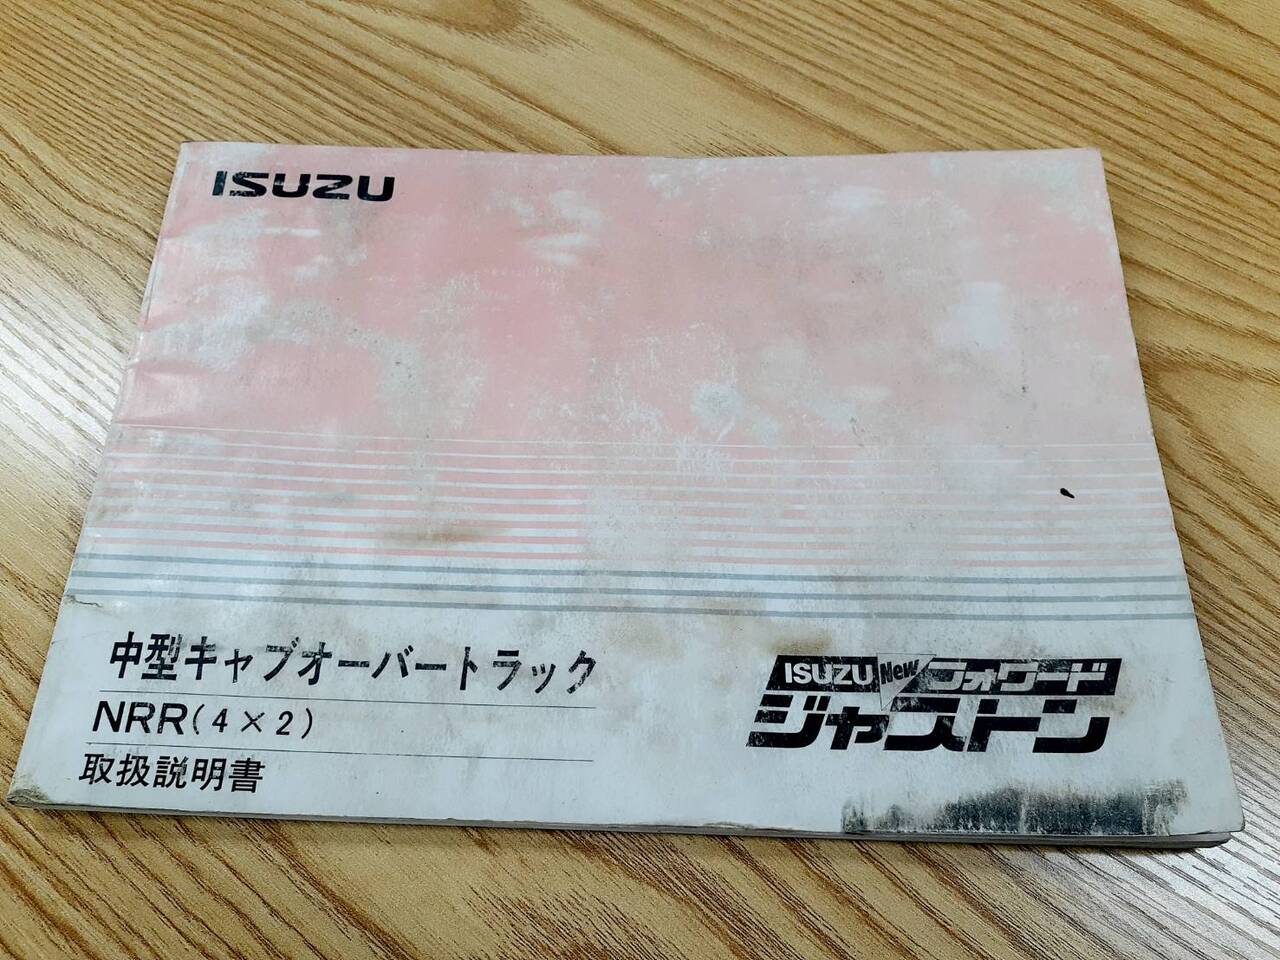 ISUZU
中型キャブオーバートラック
NRR(4×2)
取扱説明書
ISUZU New フォワード
ジャストン